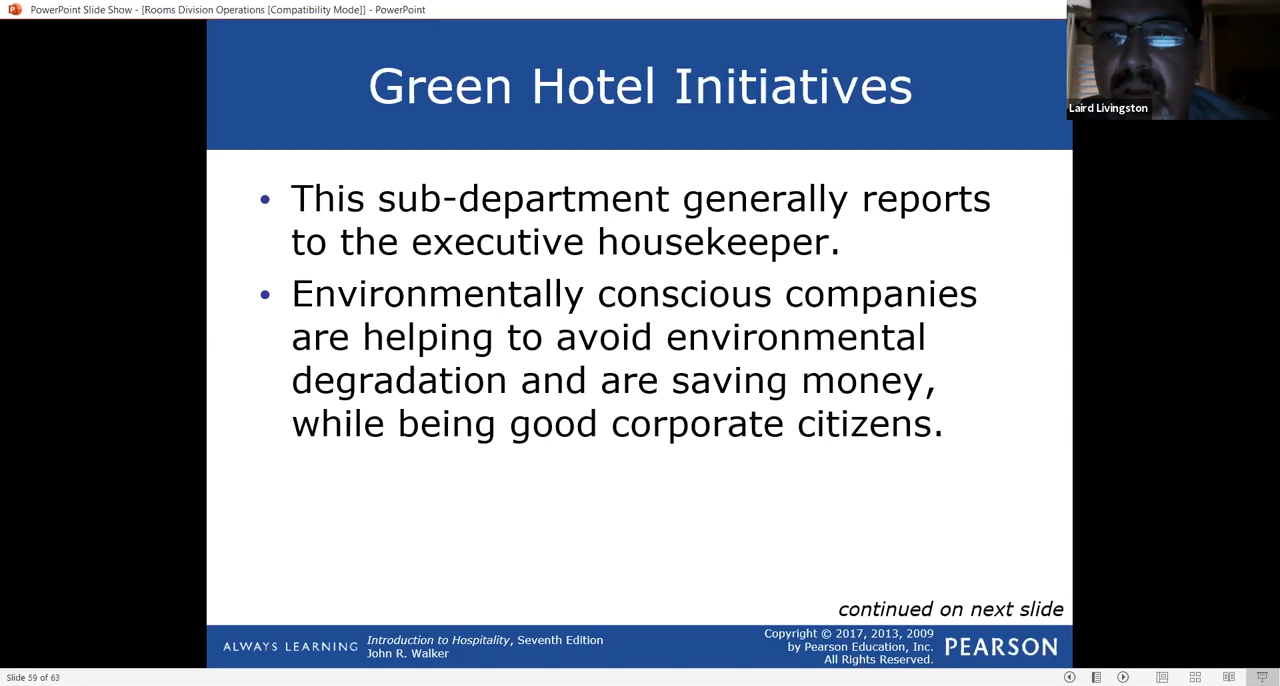 PowerPoint Slide Show - [Rooms Division Operations [Compatibility Mode]] - PowerPoint
Green Hotel Initiatives
Laird Livingston
• This sub-department generally reports
to the executive housekeeper.
• Environmentally conscious companies
are helping to avoid environmental
degradation and are saving money,
while being good corporate citizens.
continued on next slide
ALWAYS LEARNING
Introduction to Hospitality, Seventh Edition
John R. Walker
Copyright © 2017, 2013, 2009
by Pearson Education, Inc.
All Rights Reserved.
PEARSON
Slide 59 of 63